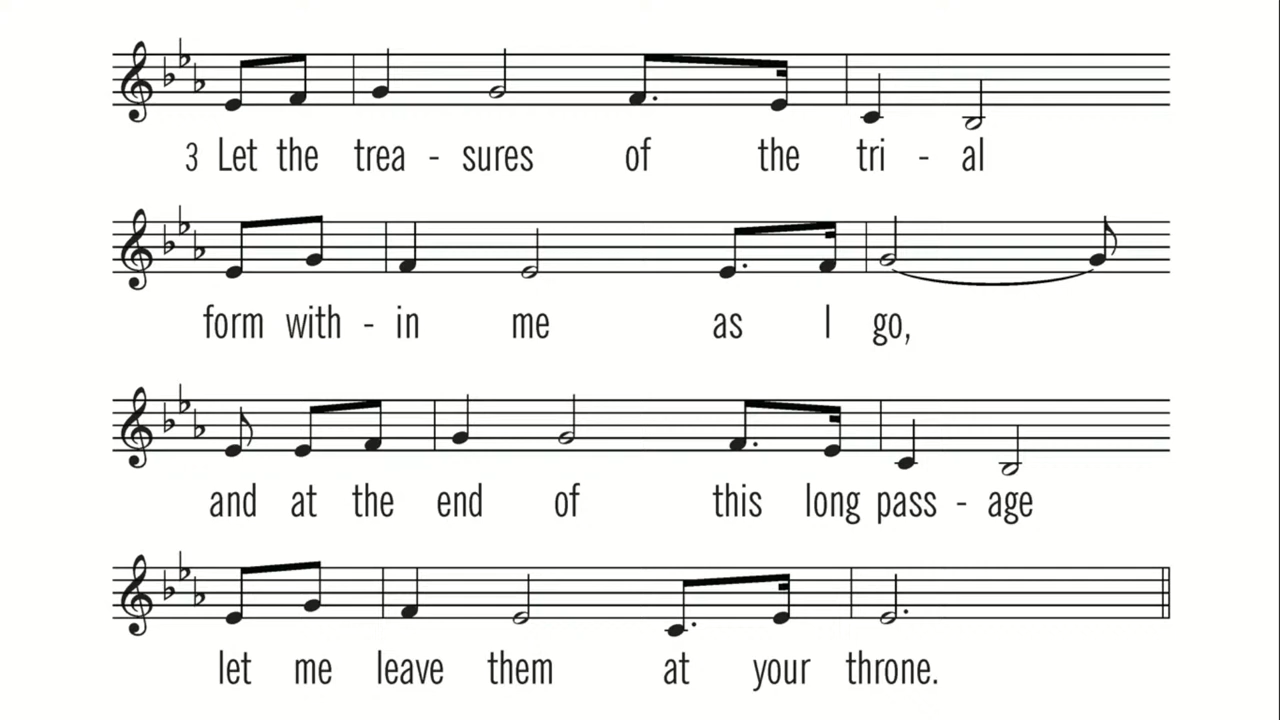 3 Let the trea - sures of the tri - al
form with - in me as I go,
and at the end of this long pass - age
let me leave them at your throne.